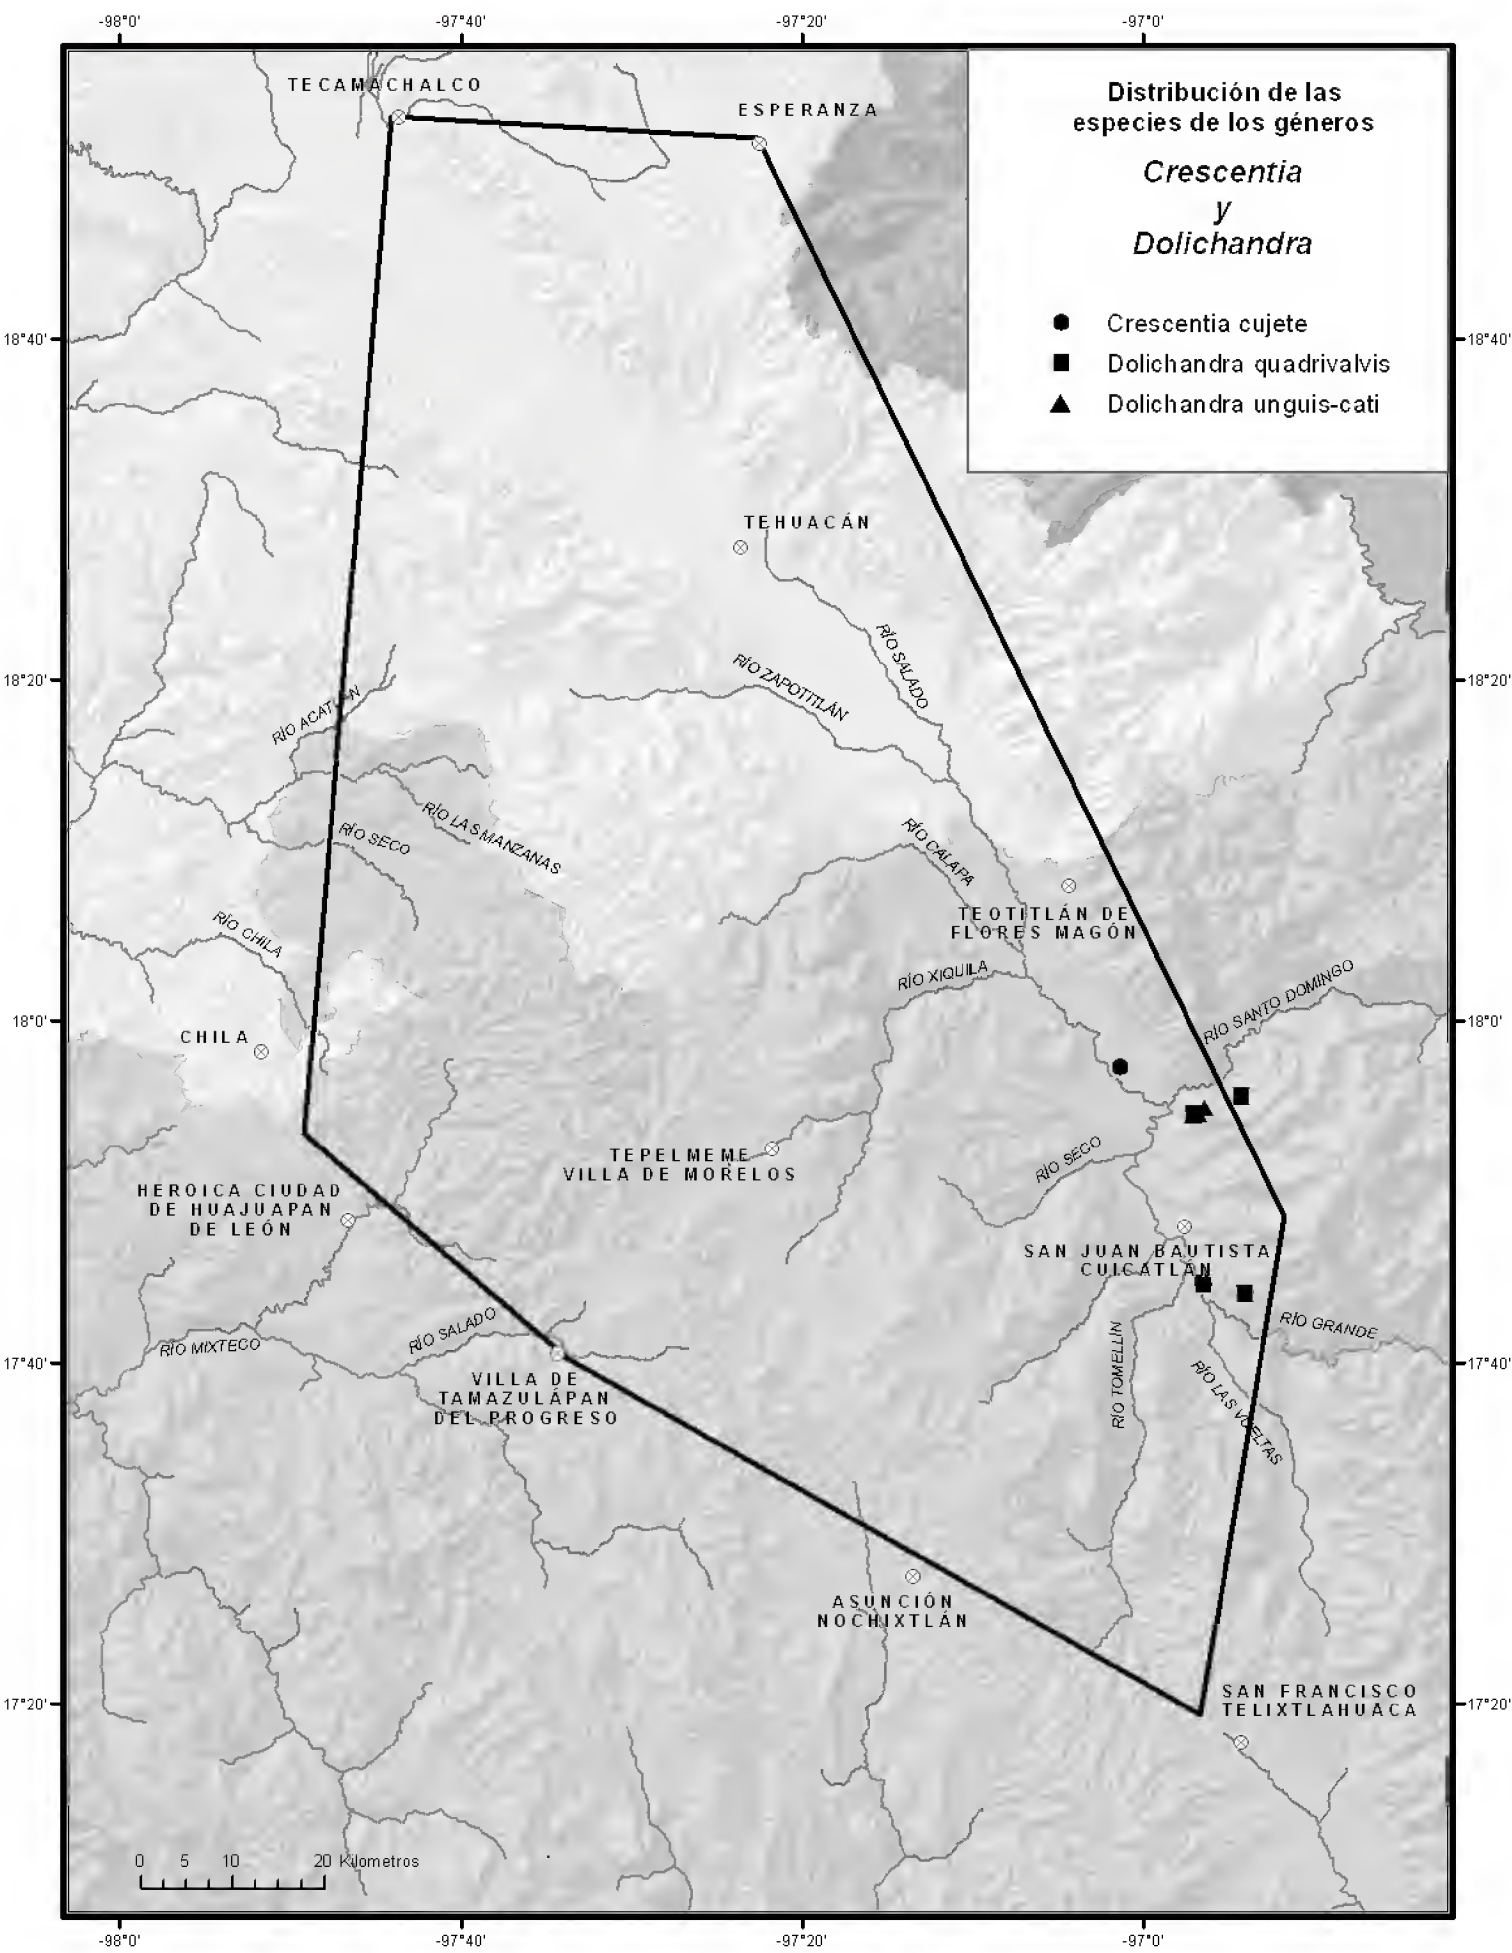 -98°0'
-97°40'
-97°20'
-97°0'
TECAMACHALCO
ESPERANZA
Distribución de las
especies de los géneros
Crescentia
y
Dolichandra
Crescentia cujete
Dolichandra quadrivalvis
Dolichandra unguis-cati
18°40'
18°40'
TEHUACÁN
RÍO SALADO
RÍO ZAPOTITLÁN
18°20'
18°20'
RÍO ACATLÁN
RÍO LAS MANZANAS
RÍO SECO
RÍO CALAPA
TEOTITLÁN DE
FLORES MAGÓN
RÍO CHILA
RÍO XIQUILA
RÍO SANTO DOMINGO
18°0'
18°0'
CHILA
TEPELMEME
VILLA DE MORELOS
RÍO SECO
HEROICA CIUDAD
DE HUAJUAPAN
DE LEÓN
SAN JUAN BAUTISTA
CUICATLÁN
RÍO MIXTECO
RÍO SALADO
RÍO GRANDE
17°40'
17°40'
VILLA DE
TAMAZULÁPAN
DEL PROGRESO
RÍO TOMELLÍN
RÍO LAS VUELTAS
ASUNCIÓN
NOCHIXTLÁN
17°20'
17°20'
SAN FRANCISCO
TELIXTLAHUACA
0 5 10 20 Kilometros
-98°0'
-97°40'
-97°20'
-97°0'